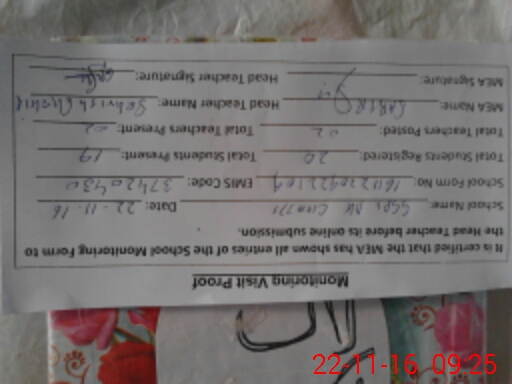 Monitoring Visit Proof
It is certified that the MEA has shown all entries of the School Monitoring Form to
the Head Teacher before its online submission.
School Name: Date: 22-11-16
School Form No: EMIS Code: 37420430
Total Students Registered: 20 Total Students Present: 19
Total Teachers Posted: 02 Total Teachers Present: 02
MEA Name: Head Teacher Name:
MEA Signature: Head Teacher Signature:
22-11-16 09:25